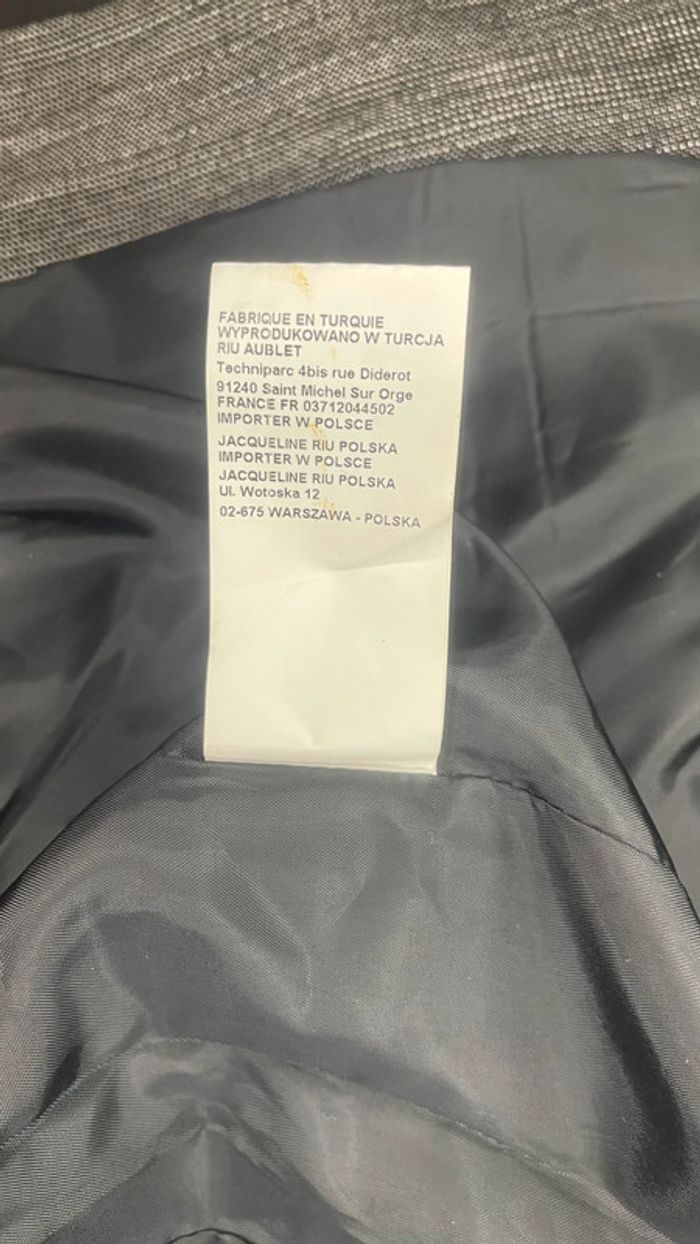 FABRIQUE EN TURQUIE
WYPRODUKOWANO W TURCJA
RIU AUBLET
Techniparc 4bis rue Diderot
91240 Saint Michel Sur Orge
FRANCE FR 03712044502
IMPORTER W POLSCE
JACQUELINE RIU POLSKA
IMPORTER W POLSCE
JACQUELINE RIU POLSKA
Ul. Wotoska 12
02-675 WARSZAWA - POLSKA